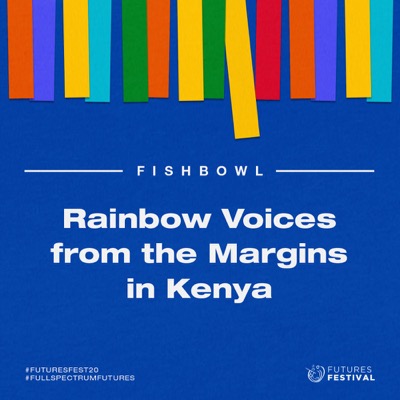 FISHBOWL
Rainbow Voices
from the Margins
in Kenya
#FUTURESFEST20
#FULLSPECTRUMFUTURES
FUTURES
FESTIVAL